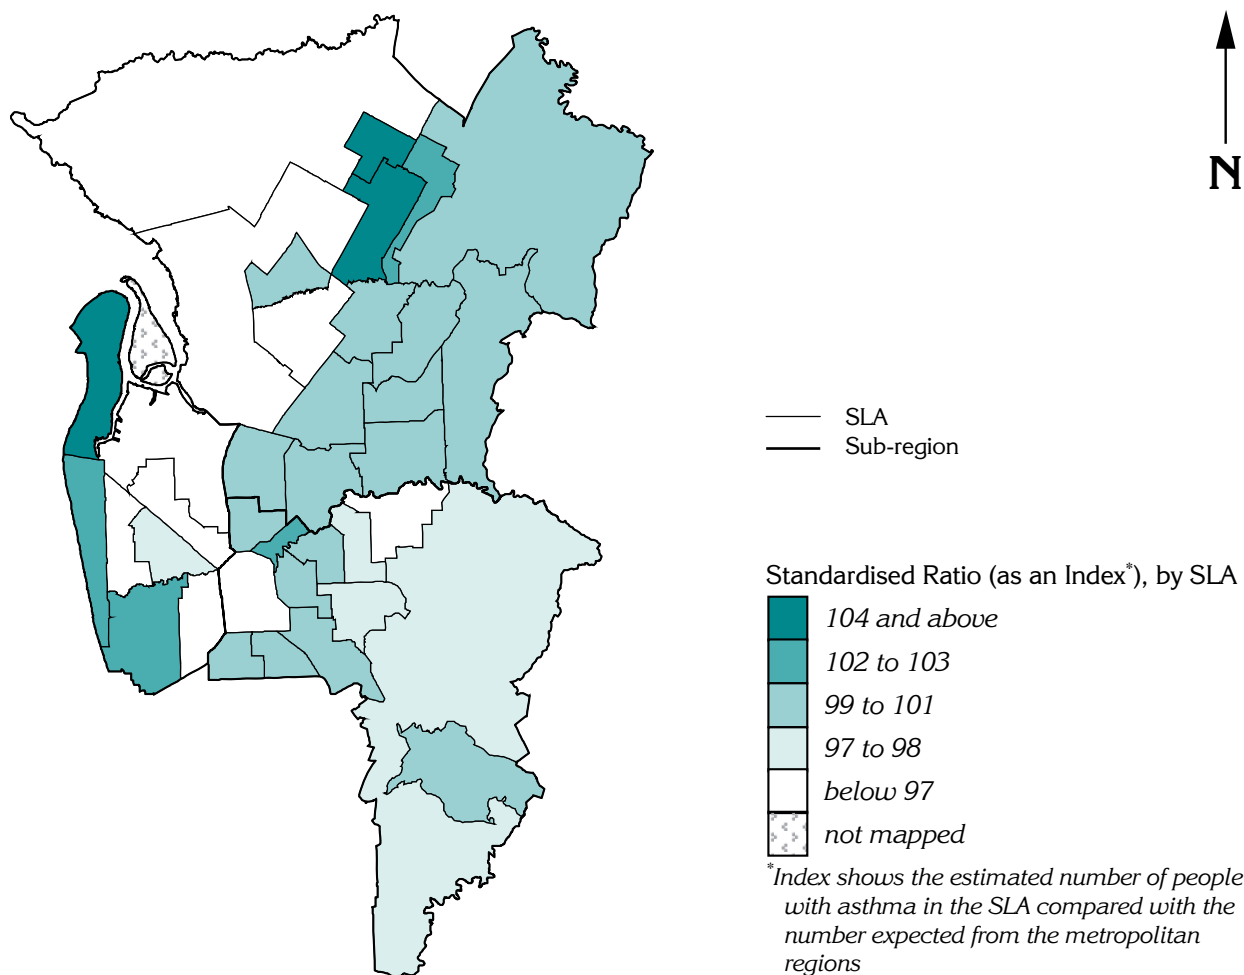 N
SLA
Sub-region
Standardised Ratio (as an Index*), by SLA
104 and above
102 to 103
99 to 101
97 to 98
below 97
not mapped
*Index shows the estimated number of people
with asthma in the SLA compared with the
number expected from the metropolitan
regions